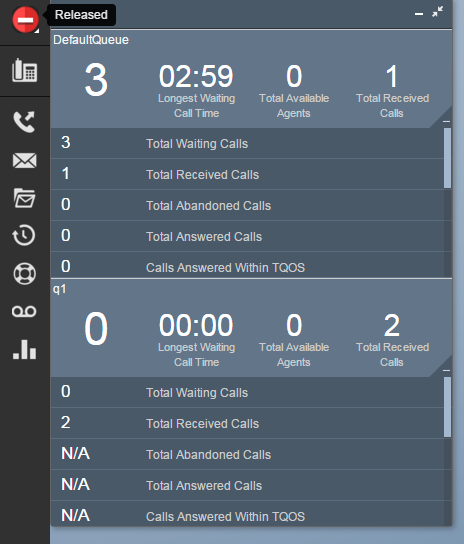 Released
DefaultQueue
3
02:59
0
1
Longest Waiting
Call Time
Total Available
Agents
Total Received
Calls
3 Total Waiting Calls
1 Total Received Calls
0 Total Abandoned Calls
0 Total Answered Calls
0 Calls Answered Within TQOS
q1
0
00:00
0
2
Longest Waiting
Call Time
Total Available
Agents
Total Received
Calls
0 Total Waiting Calls
2 Total Received Calls
N/A Total Abandoned Calls
N/A Total Answered Calls
N/A Calls Answered Within TQOS